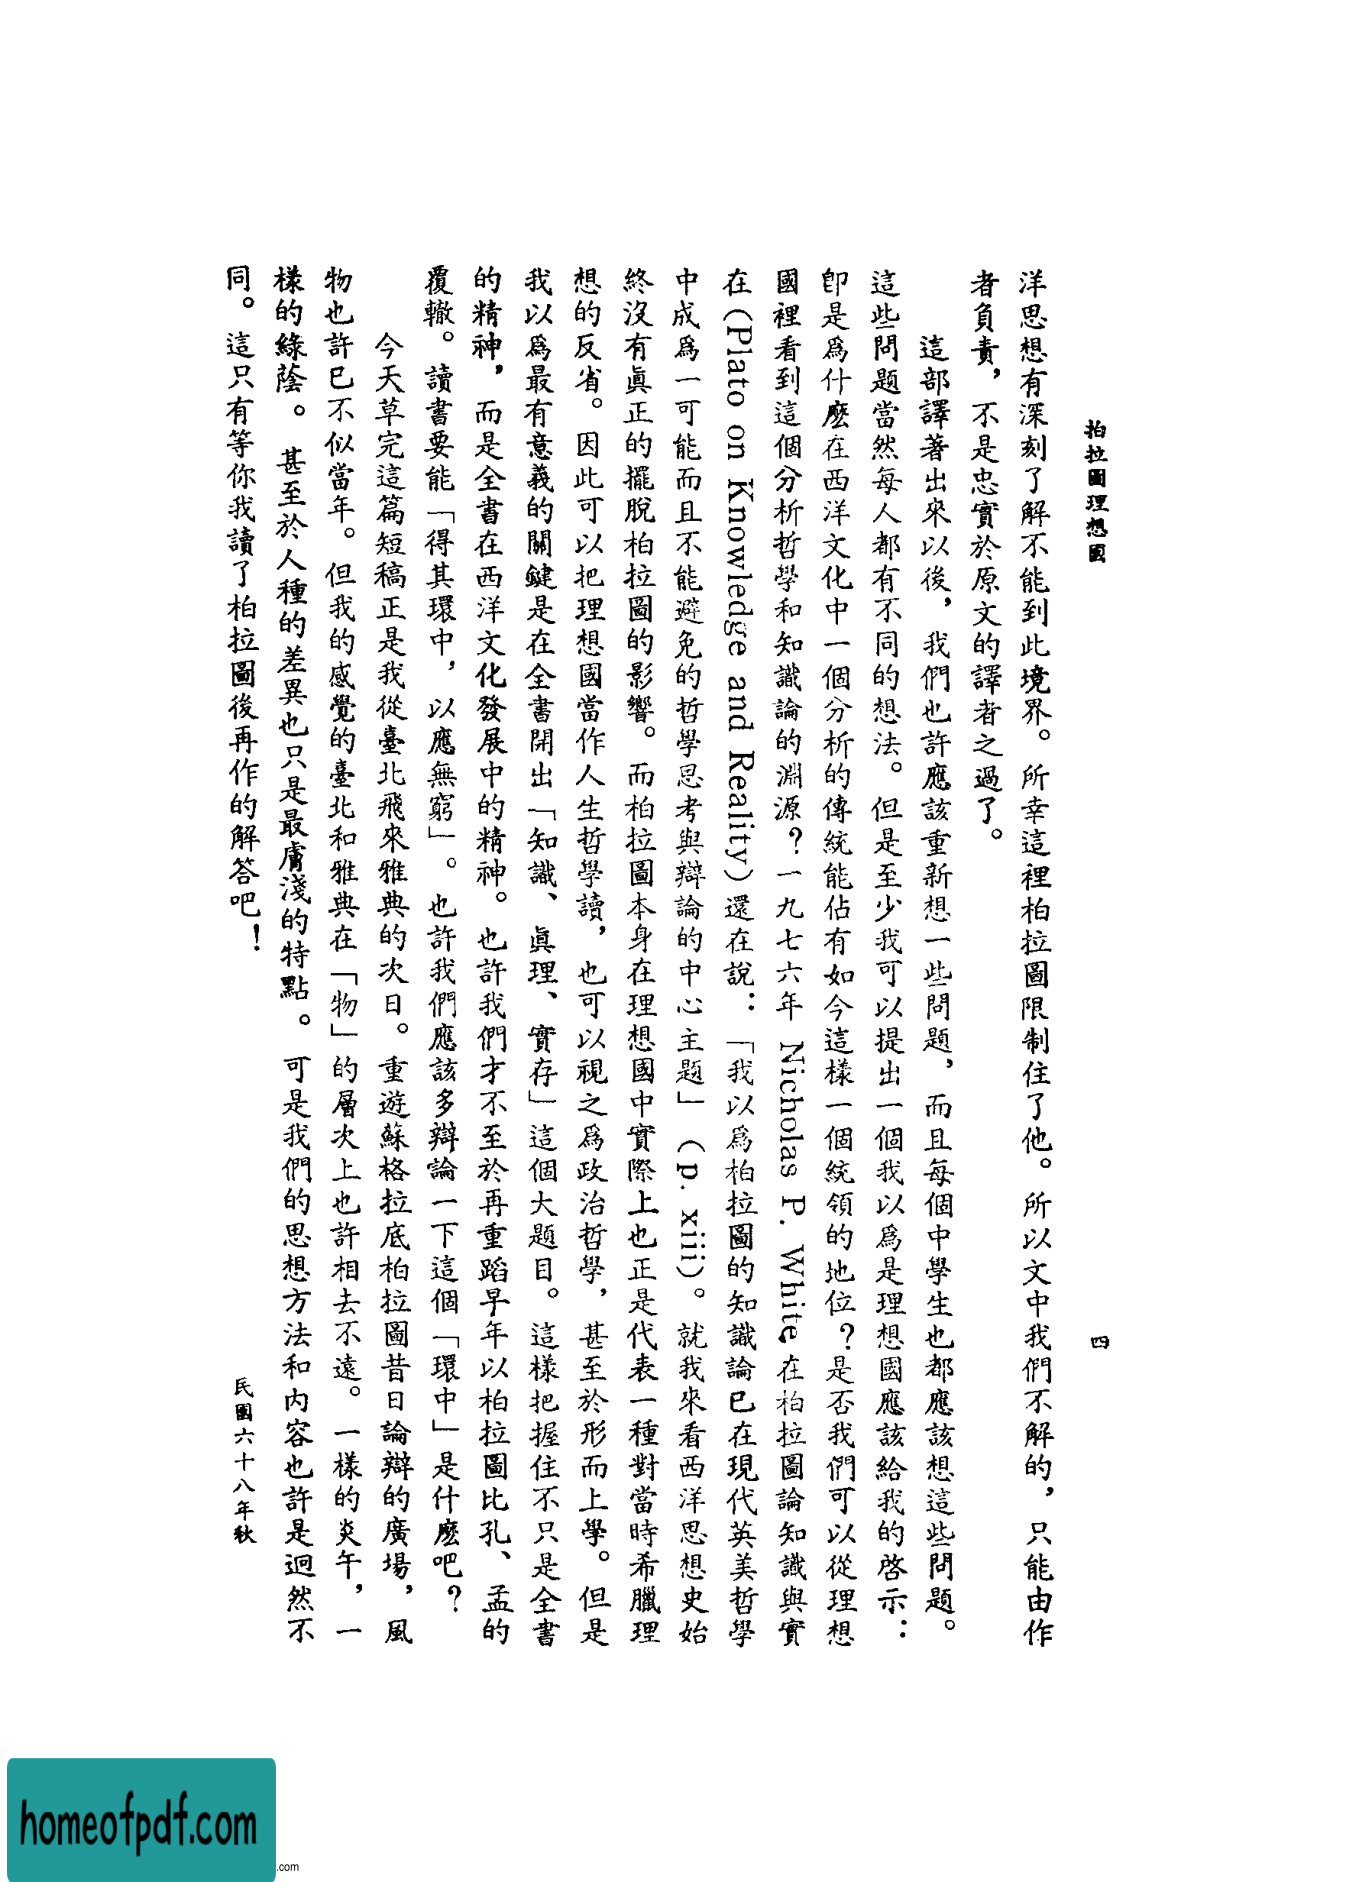 柏拉圖理想國
四
洋思想有深刻了解不能到此境界。所幸這裡柏拉圖限制住了他。所以文中我們不解的，只能由作
者負責，不是忠實於原文的譯者之過了。
這部譯著出來以後，我們也許應該重新想一些問題，而且每個中學生也都應該想這些問題。
這些問題當然每人都有不同的想法。但是至少我可以提出一個我以爲是理想國應該給我的啓示：
卽是爲什麽在西洋文化中一個分析的傳統能佔有如今這樣一個統領的地位？是否我們可以從理想
國裡看到這個分析哲學和知識論的淵源？一九七六年 Nicholas P. White 在柏拉圖論知識與實
在(Plato on Knowledge and Reality)還在說：「我以爲柏拉圖的知識論已在現代英美哲學
中成爲一可能而且不能避免的哲學思考與辯論的中心主題」(p. xiii)。就我來看西洋思想史始
終沒有眞正的擺脫柏拉圖的影響。而柏拉圖本身在理想國中實際上也正是代表一種對當時希臘理
想的反省。因此可以把理想國當作人生哲學讀，也可以視之爲政治哲學，甚至於形而上學。但是
我以爲最有意義的關鍵是在全書開出「知識、眞理、實存」這個大題目。這樣把握住不只是全書
的精神，而是全書在西洋文化發展中的精神。也許我們才不至於再重蹈早年以柏拉圖比孔、孟的
覆轍。讀書要能「得其環中，以應無窮」。也許我們應該多辯論一下這個「環中」是什麽吧？
今天草完這篇短稿正是我從臺北飛來雅典的次日。重遊蘇格拉底柏拉圖昔日論辯的廣場，風
物也許已不似當年。但我的感覺的臺北和雅典在「物」的層次上也許相去不遠。一樣的炎午，一
樣的綠蔭。甚至於人種的差異也只是最膚淺的特點。可是我們的思想方法和內容也許是迥然不
同。這只有等你我讀了柏拉圖後再作的解答吧！
民國六十八年秋
homeofpdf.com
.com